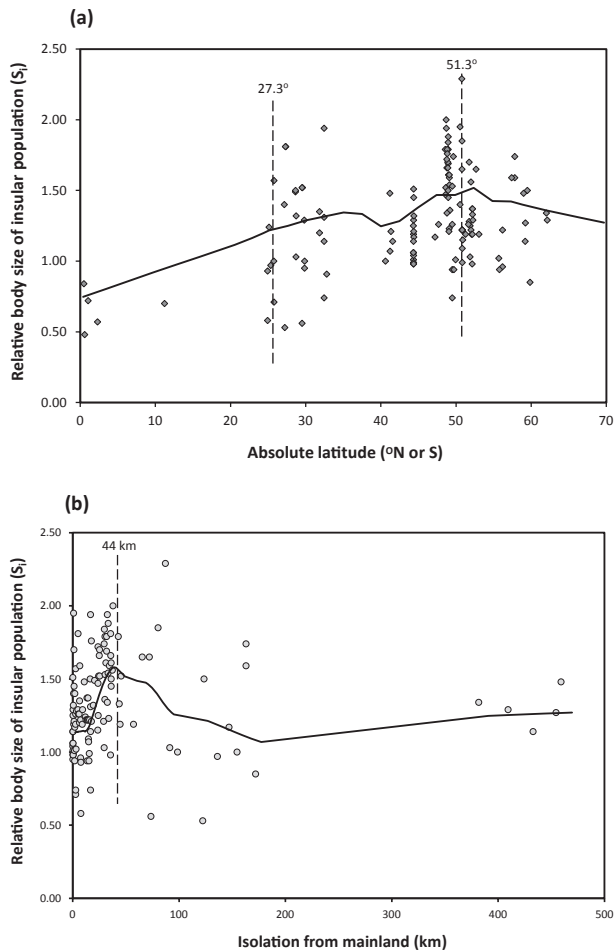 (a)
2.50
2.00
1.50
1.00
0.50
0.00
Relative body size of insular population (Sᵢ)
27.3°
51.3°
0 10 20 30 40 50 60 70
Absolute latitude (ᴼN or S)
(b)
2.50
2.00
1.50
1.00
0.50
0.00
Relative body size of insular population (Sᵢ)
44 km
0 100 200 300 400 500
Isolation from mainland (km)